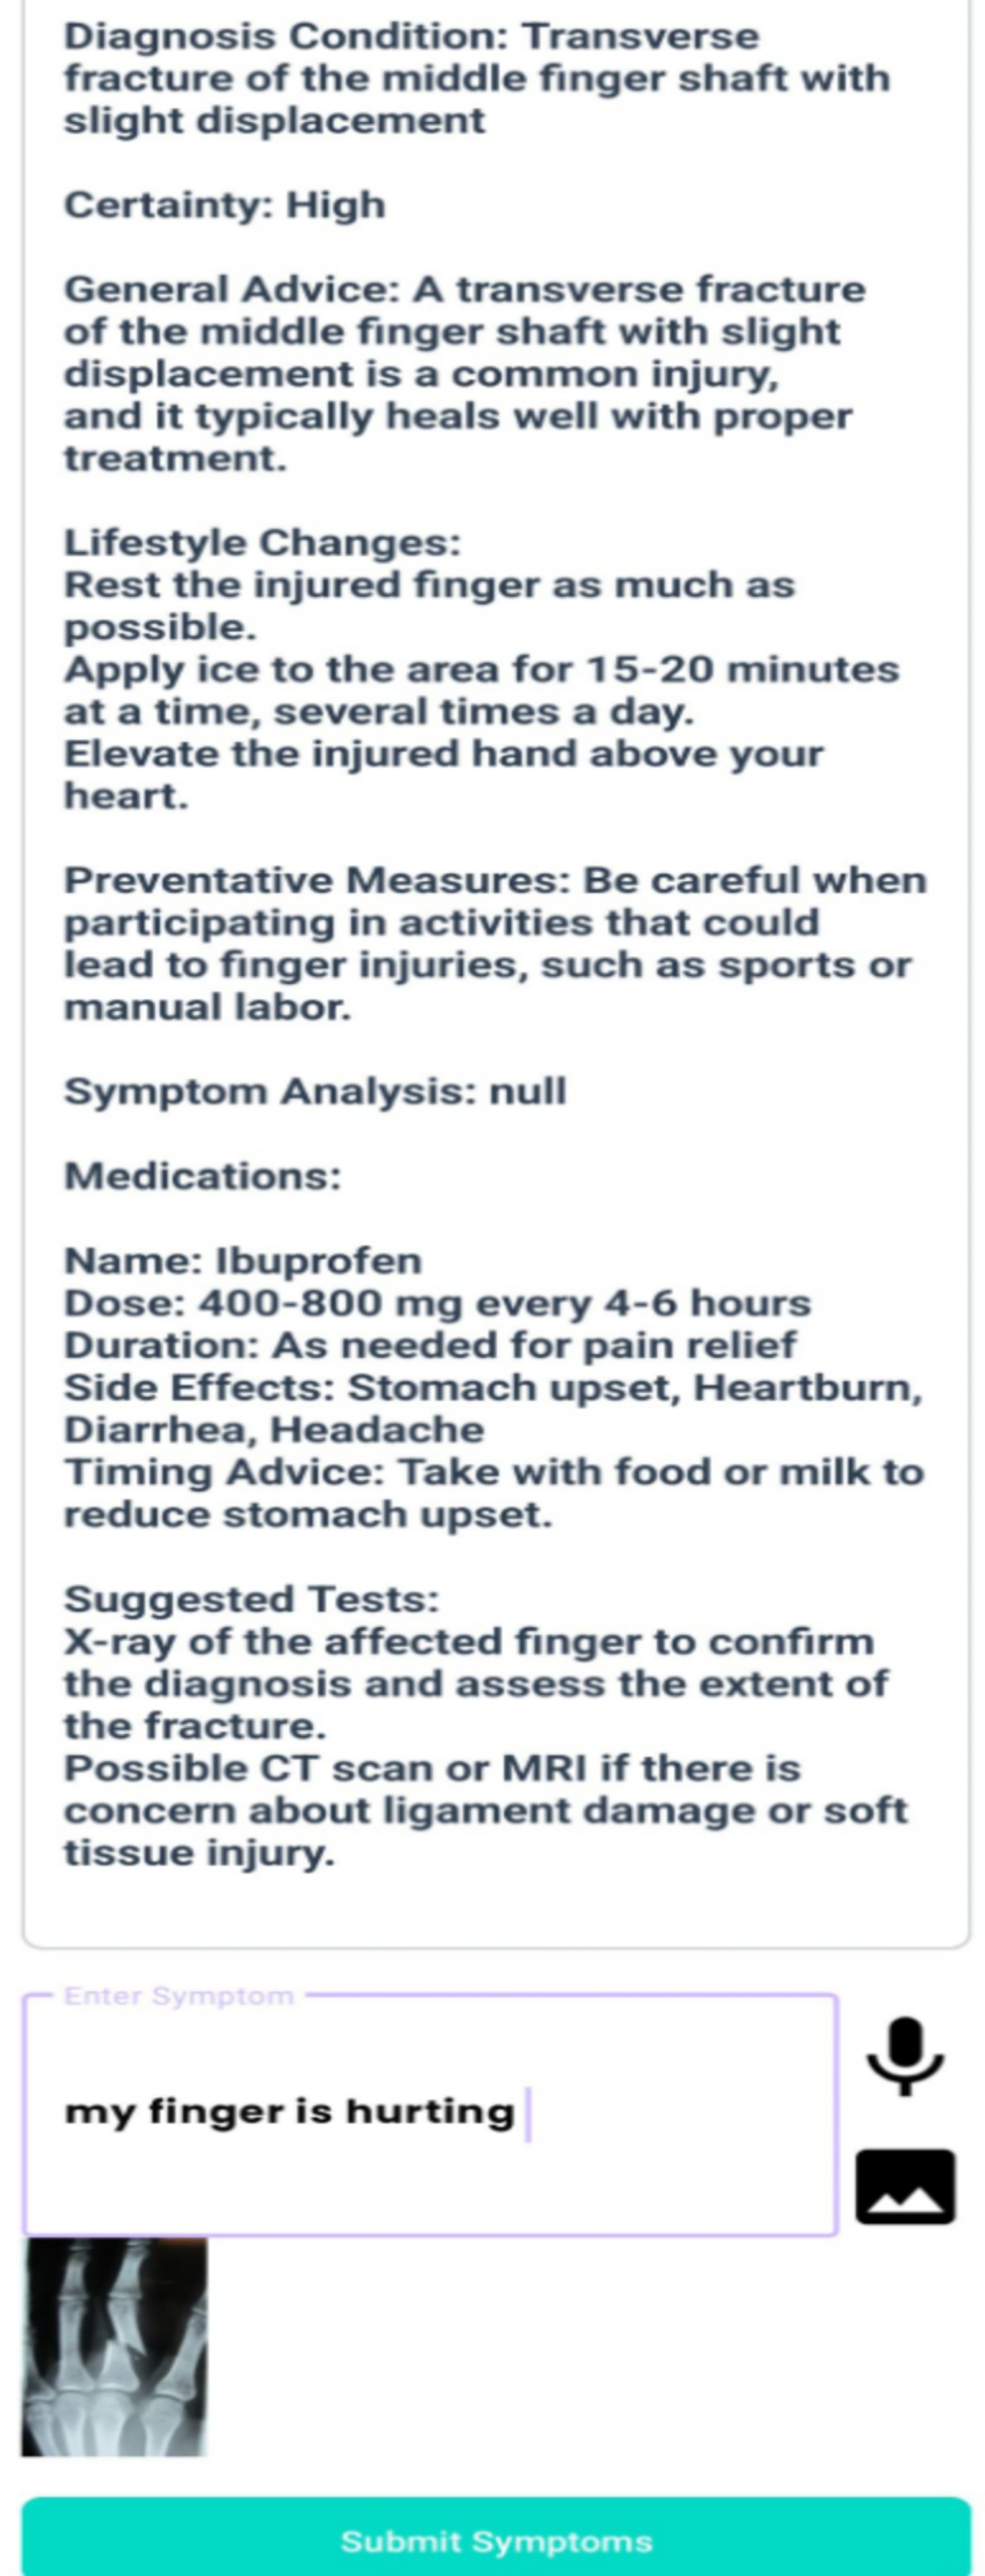 Diagnosis Condition: Transverse
fracture of the middle finger shaft with
slight displacement
Certainty: High
General Advice: A transverse fracture
of the middle finger shaft with slight
displacement is a common injury,
and it typically heals well with proper
treatment.
Lifestyle Changes:
Rest the injured finger as much as
possible.
Apply ice to the area for 15-20 minutes
at a time, several times a day.
Elevate the injured hand above your
heart.
Preventative Measures: Be careful when
participating in activities that could
lead to finger injuries, such as sports or
manual labor.
Symptom Analysis: null
Medications:
Name: Ibuprofen
Dose: 400-800 mg every 4-6 hours
Duration: As needed for pain relief
Side Effects: Stomach upset, Heartburn,
Diarrhea, Headache
Timing Advice: Take with food or milk to
reduce stomach upset.
Suggested Tests:
X-ray of the affected finger to confirm
the diagnosis and assess the extent of
the fracture.
Possible CT scan or MRI if there is
concern about ligament damage or soft
tissue injury.
Enter Symptom
my finger is hurting
Submit Symptoms